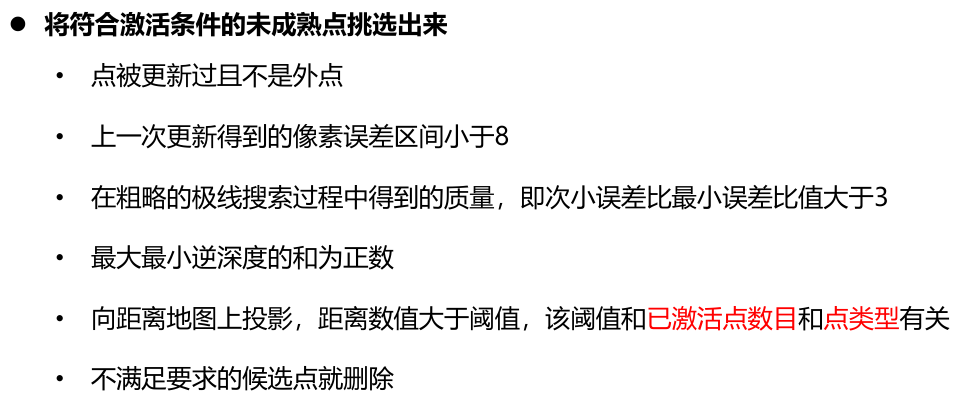 ● 将符合激活条件的未成熟点挑选出来
• 点被更新过且不是外点
• 上一次更新得到的像素误差区间小于8
• 在粗略的极线搜索过程中得到的质量，即次小误差比最小误差比值大于3
• 最大最小逆深度的和为正数
• 向距离地图上投影，距离数值大于阈值，该阈值和已激活点数目和点类型有关
• 不满足要求的候选点就删除